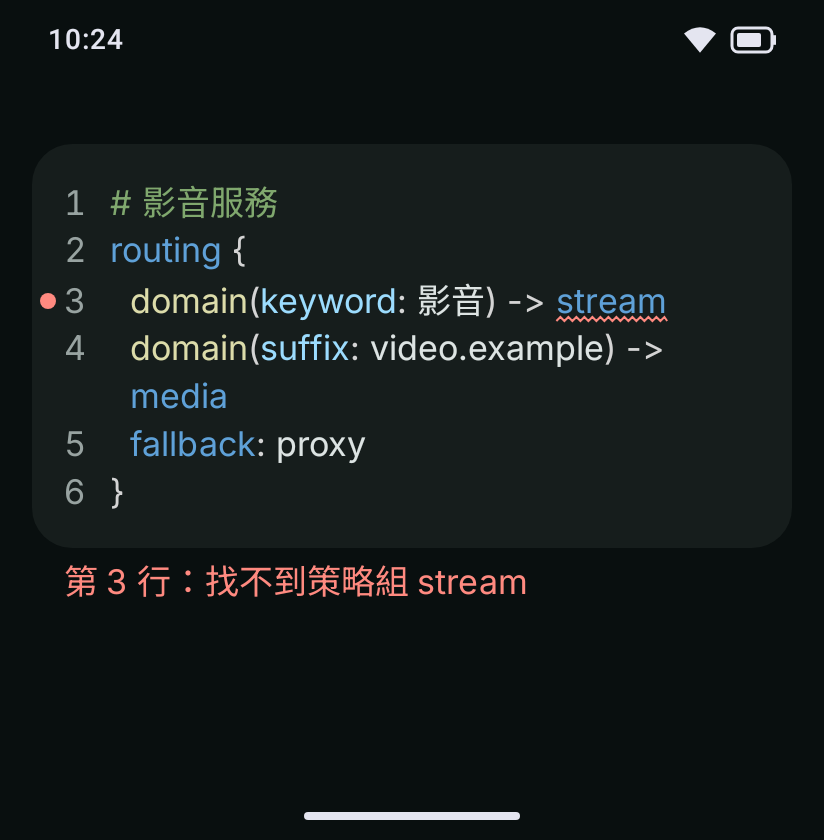 10:24
1 # 影音服務
2 routing {
3 domain(keyword: 影音) -> stream
4 domain(suffix: video.example) ->
media
5 fallback: proxy
6 }
第 3 行：找不到策略組 stream